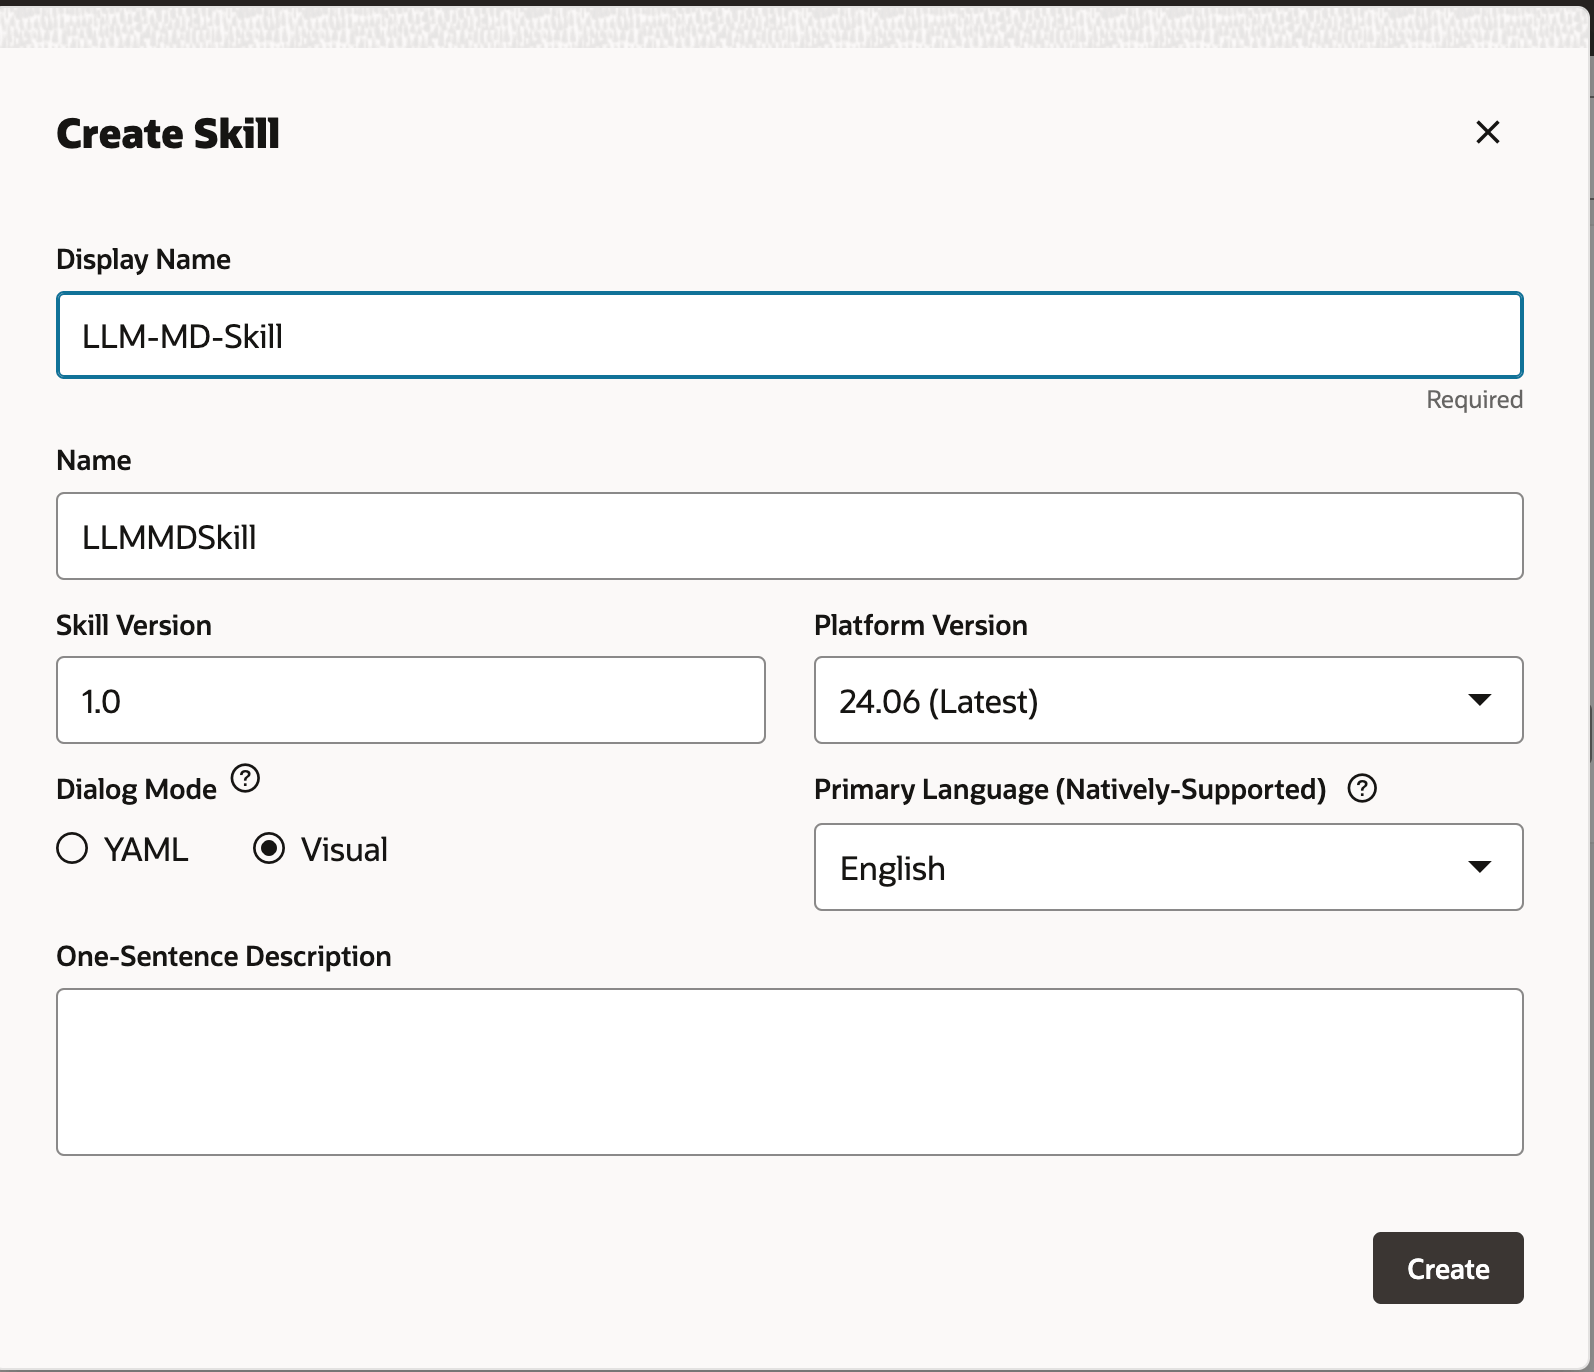 Create Skill
Display Name
LLM-MD-Skill
Required
Name
LLMMDSkill
Skill Version
Platform Version
1.0
24.06 (Latest)
Dialog Mode ?
Primary Language (Natively-Supported) ?
YAML Visual
English
One-Sentence Description
Create